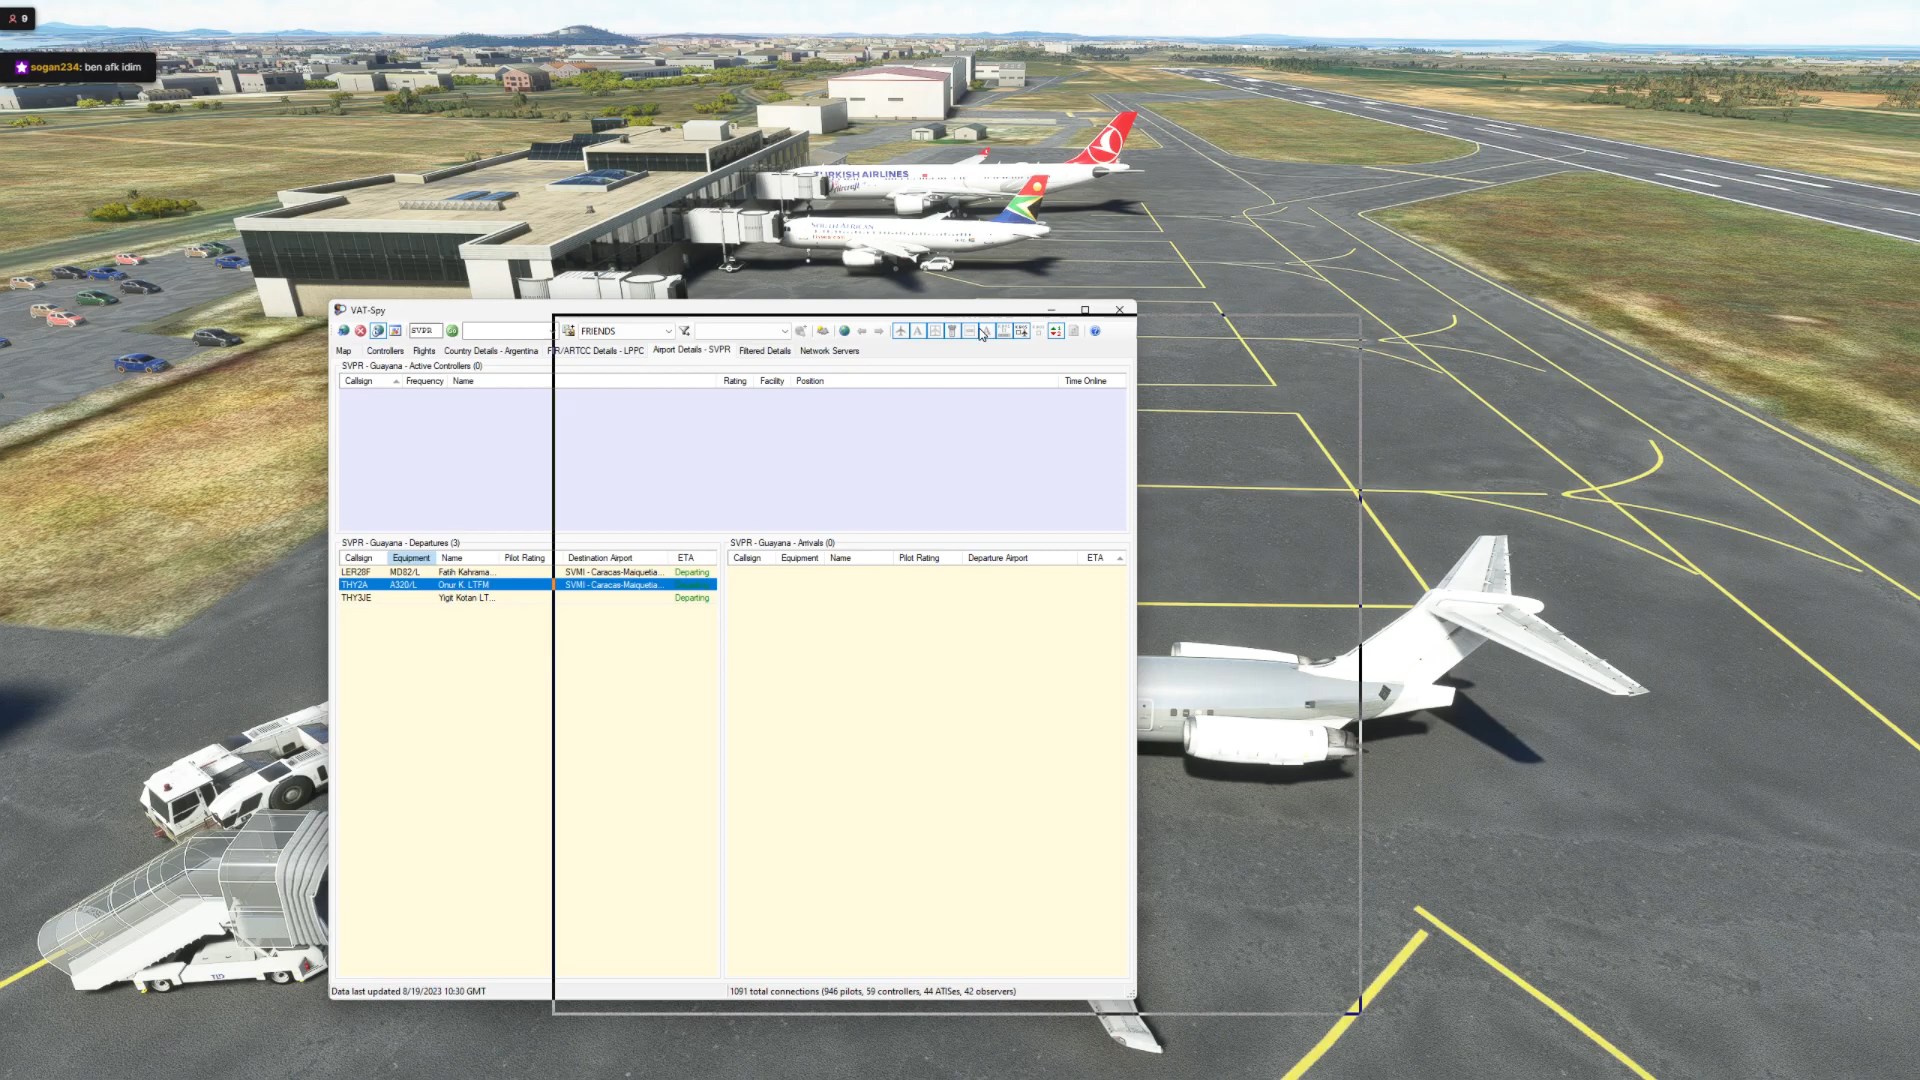 9
sogan234: ben afk idim
TURKISH AIRLINES
SOUTH AFRICAN
VAT-Spy
SVPR
FRIENDS
Map
Controllers
Flights
Country Details - Argentina
FIR/ARTCC Details - LPPC
Airport Details - SVPR
Filtered Details
Network Servers
SVPR - Guayana - Active Controllers (0)
Callsign Frequency Name Rating Facility Position Time Online
SVPR - Guayana - Departures (3)
Callsign Equipment Name Pilot Rating Destination Airport ETA
LER28F MD82/L Fatih Kahrama... SVMI - Caracas-Maiquetia... Departing
THY2A A320/L Onur K. LTFM SVMI - Caracas-Maiquetia...
THY3JE Yigit Kotan LT... Departing
SVPR - Guayana - Arrivals (0)
Callsign Equipment Name Pilot Rating Departure Airport ETA
TLD
Data last updated 8/19/2023 10:30 GMT
1091 total connections (946 pilots, 59 controllers, 44 ATISes, 42 observers)